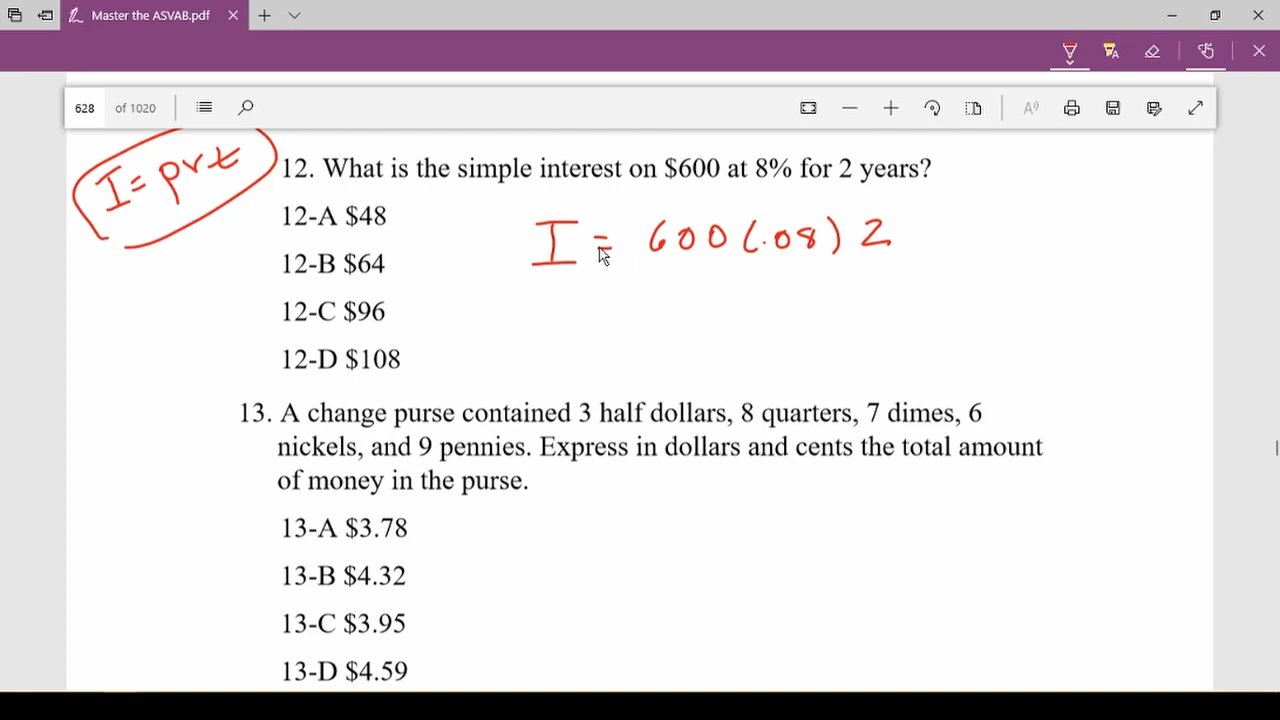 Master the ASVAB.pdf
628 of 1020
I = prt
12. What is the simple interest on $600 at 8% for 2 years?
12-A $48
I = 600(.08) 2
12-B $64
12-C $96
12-D $108
13. A change purse contained 3 half dollars, 8 quarters, 7 dimes, 6
nickels, and 9 pennies. Express in dollars and cents the total amount
of money in the purse.
13-A $3.78
13-B $4.32
13-C $3.95
13-D $4.59